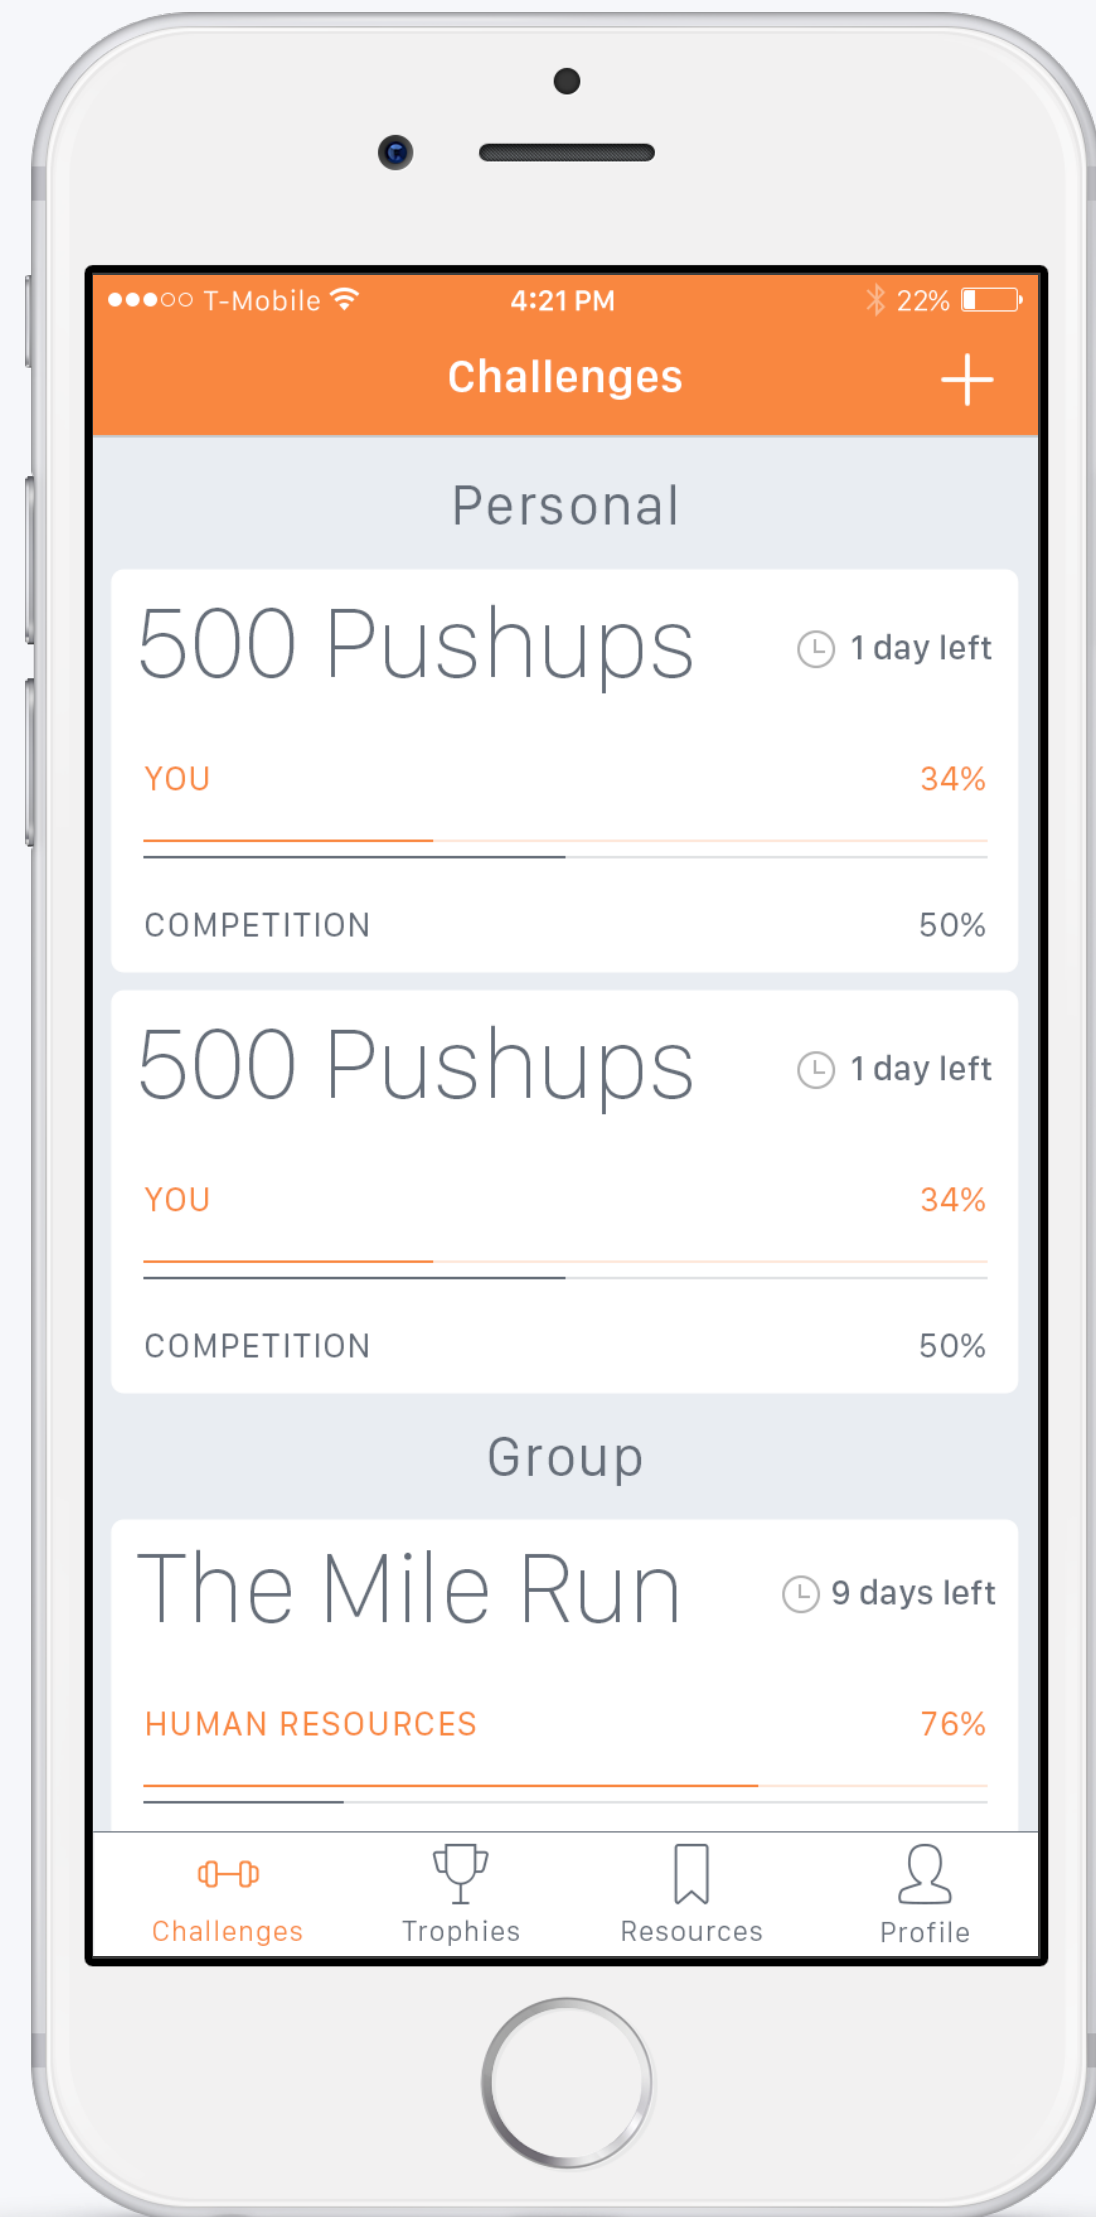 T-Mobile 4:21 PM 22%
Challenges
Personal
500 Pushups 1 day left
YOU 34%
COMPETITION 50%
500 Pushups 1 day left
YOU 34%
COMPETITION 50%
Group
The Mile Run 9 days left
HUMAN RESOURCES 76%
Challenges Trophies Resources Profile